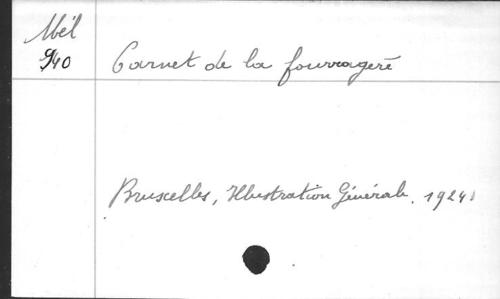 Mél
940
Carnet de la fourragère
Bruxelles, Illustration Générale, 1924